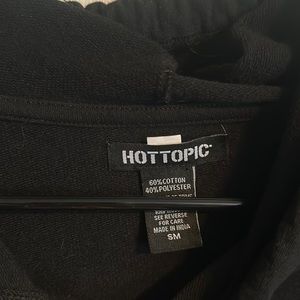 HOTTOPIC
60% COTTON
40% POLYESTER
SEE REVERSE
FOR CARE
MADE IN INDIA
SM